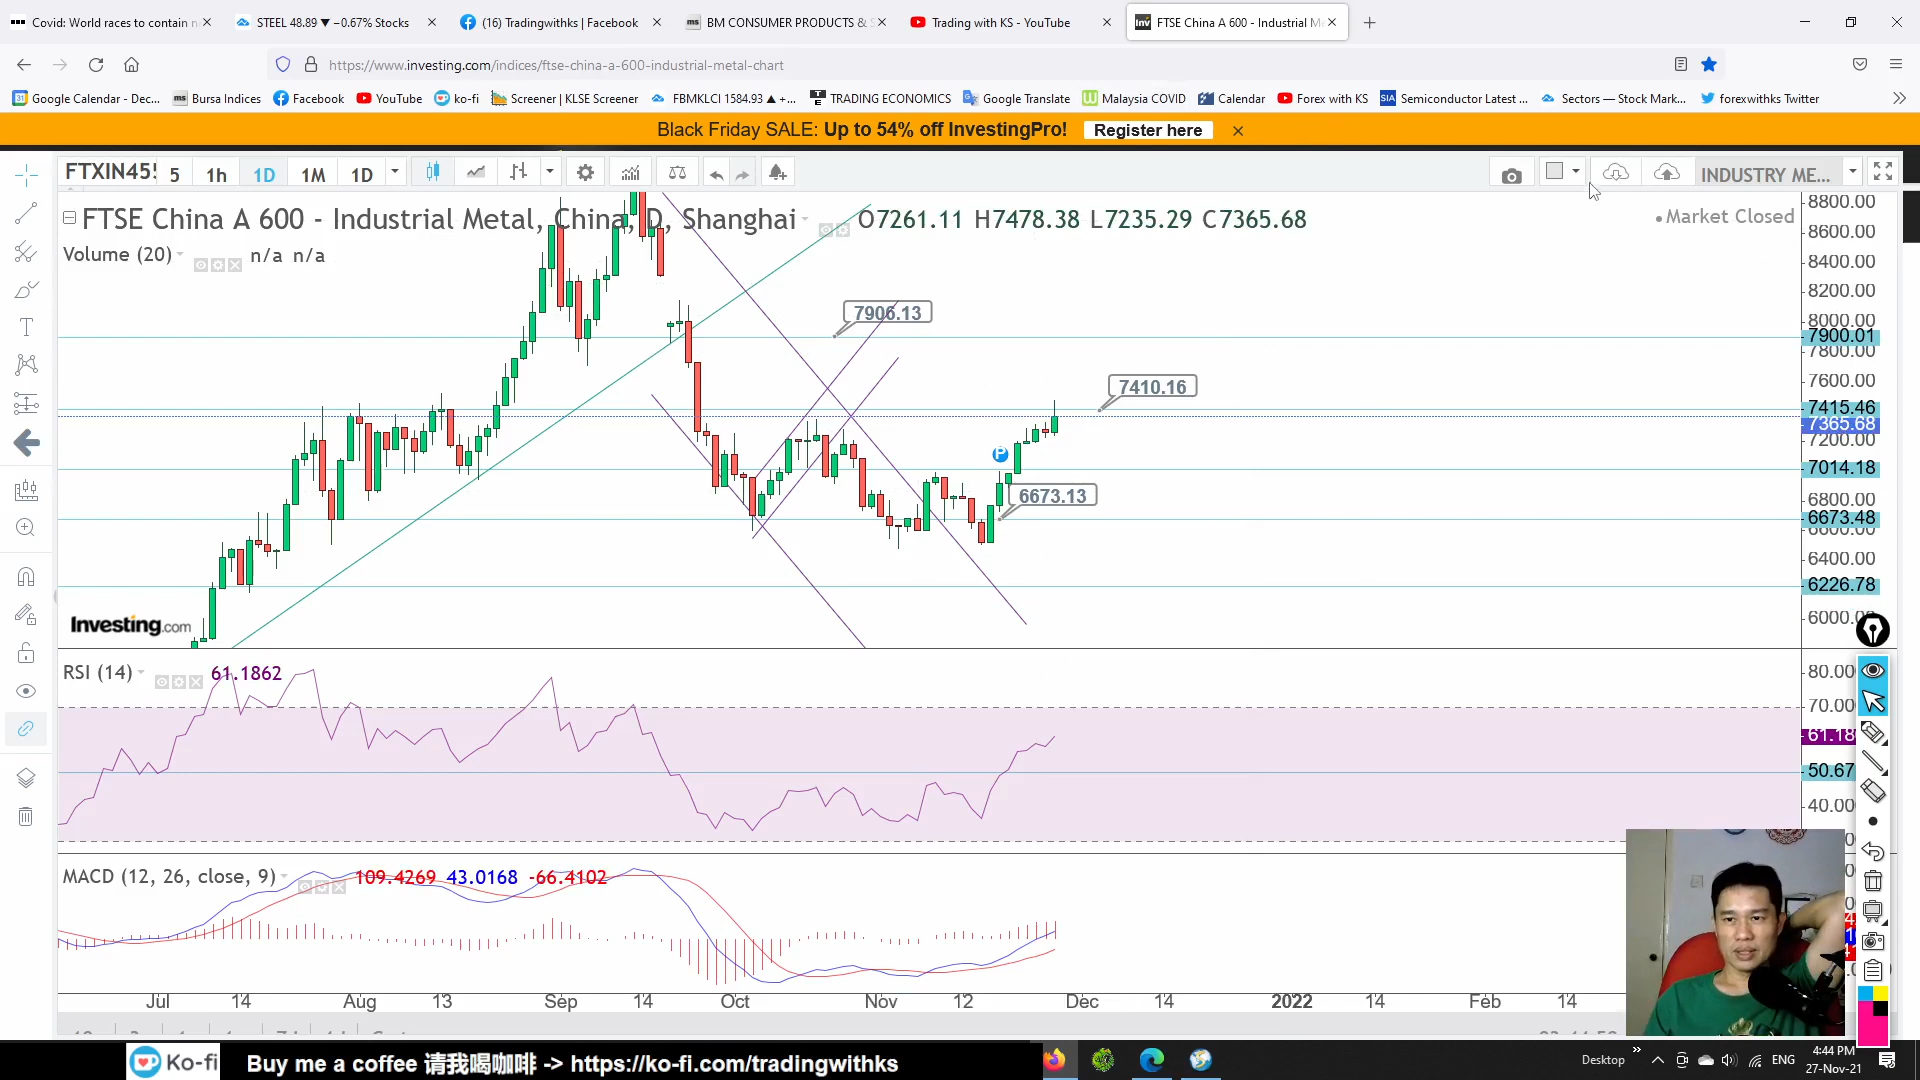 Covid: World races to contain n
STEEL 48.89 ▼ −0.67% Stocks
(16) Tradingwithks | Facebook
BM CONSUMER PRODUCTS & S
Trading with KS - YouTube
FTSE China A 600 - Industrial Me
https://www.investing.com/indices/ftse-china-a-600-industrial-metal-chart
Google Calendar - Dec...
Bursa Indices
Facebook
YouTube
ko-fi
Screener | KLSE Screener
FBMKLCI 1584.93 ▲ +...
TRADING ECONOMICS
Google Translate
Malaysia COVID
Calendar
Forex with KS
Semiconductor Latest ...
Sectors — Stock Mark...
forexwithks Twitter
Black Friday SALE: Up to 54% off InvestingPro! Register here
FTXIN455 5 1h 1D 1M 1D
INDUSTRY ME...
FTSE China A 600 - Industrial Metal, China, D, Shanghai O7261.11 H7478.38 L7235.29 C7365.68
Market Closed
Volume (20) n/a n/a
8800.00
8600.00
8400.00
8200.00
8000.00
7900.01
7800.00
7600.00
7415.46
7365.68
7200.00
7014.18
6800.00
6673.48
6600.00
6400.00
6226.78
6000.00
7906.13
7410.16
P
6673.13
Investing.com
RSI (14) 61.1862
80.00
70.00
61.18
50.67
40.00
MACD (12, 26, close, 9) 109.4269 43.0168 -66.4102
Jul 14 Aug 13 Sep 14 Oct Nov 12 Dec 14 2022 14 Feb 14
Ko-fi
Buy me a coffee 请我喝咖啡 -> https://ko-fi.com/tradingwithks
Desktop
ENG
4:44 PM
27-Nov-21